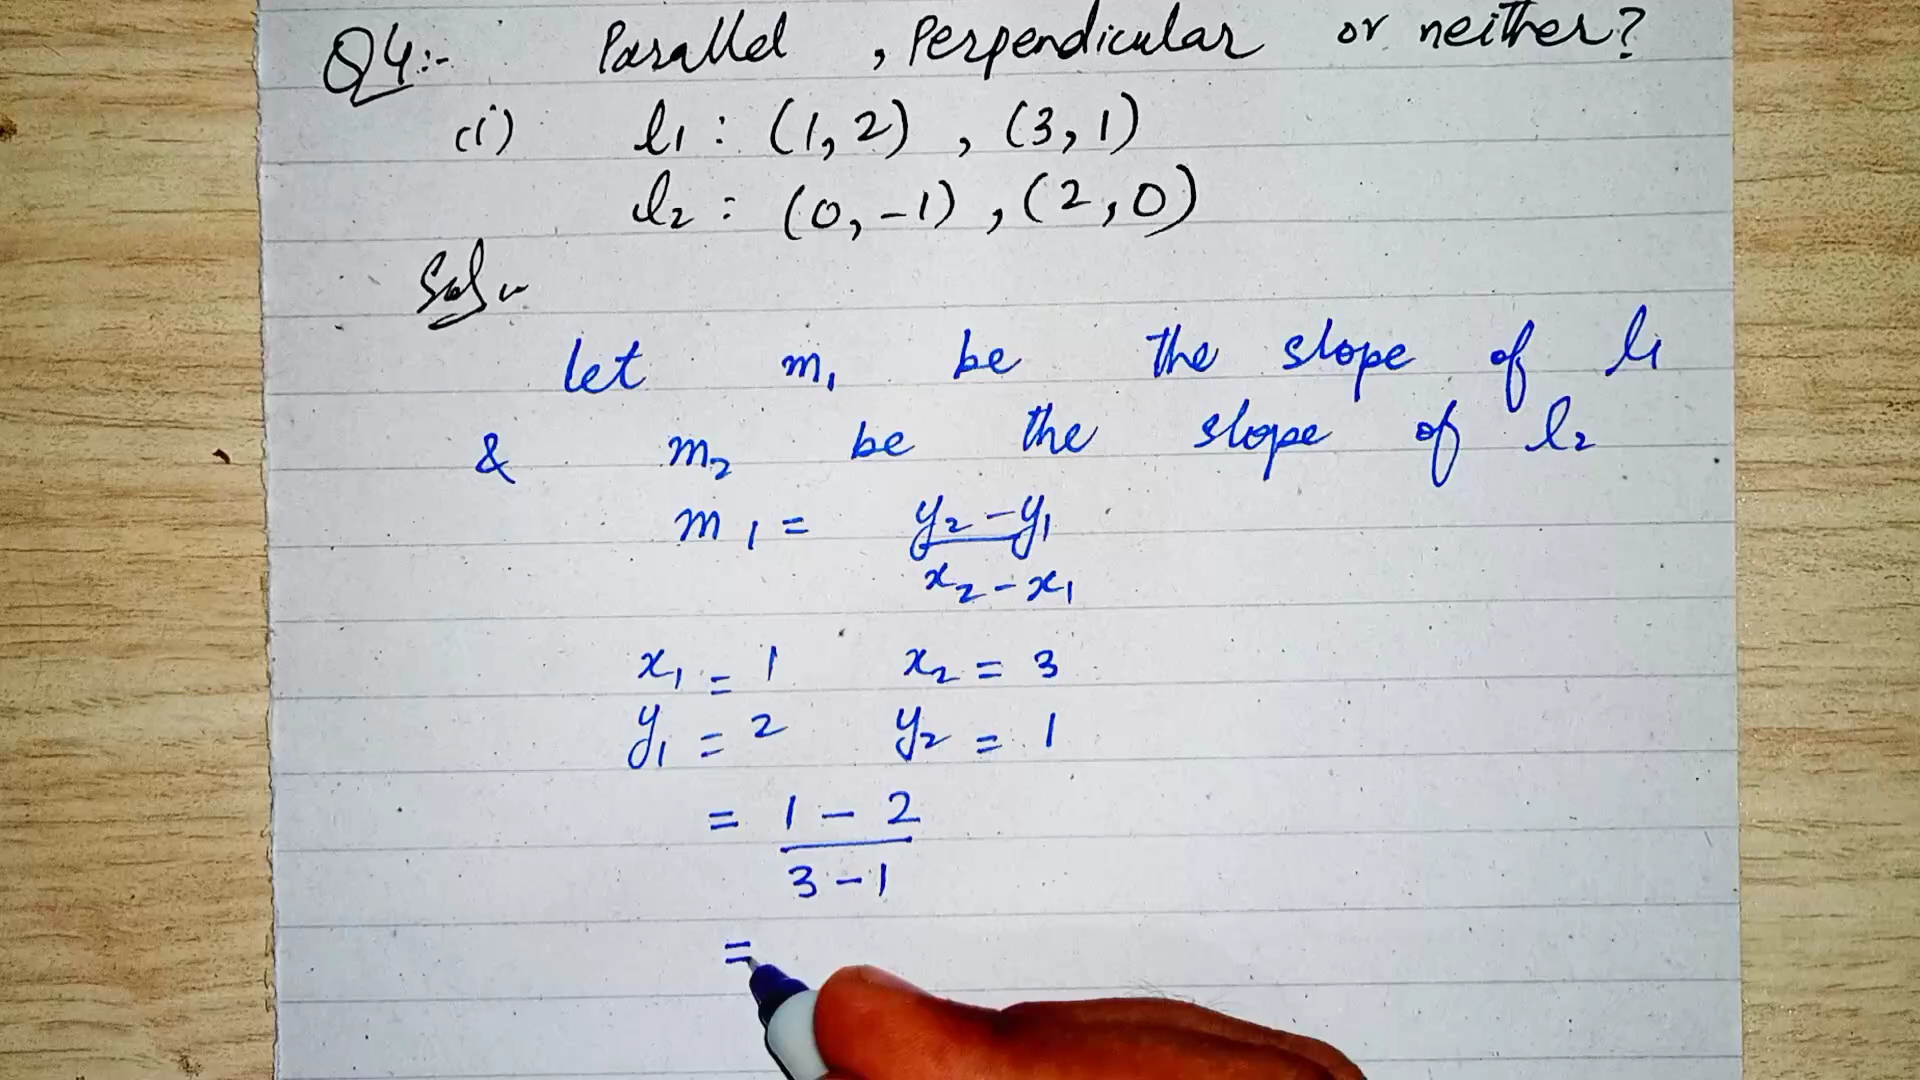 Q4:- Parallel , Perpendicular or neither?
(i) l1 : (1,2) , (3,1)
l2 : (0,-1) , (2,0)
Soln
let m1 be the slope of l1
& m2 be the slope of l2
m1 = y2-y1
x2-x1
x1 = 1 x2 = 3
y1 = 2 y2 = 1
= 1 - 2
3-1
=